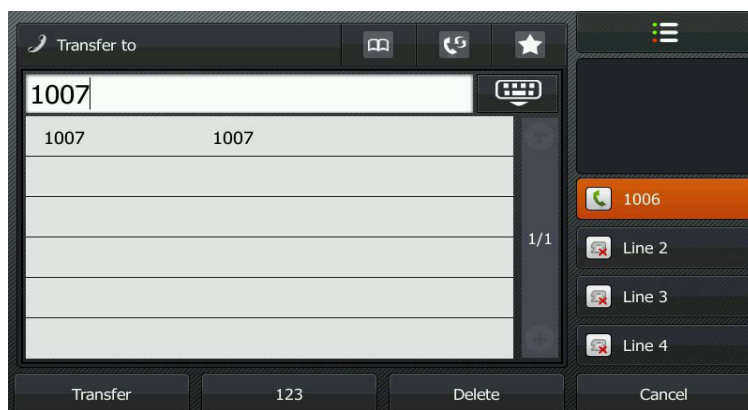 Transfer to
1007
1007 1007
1/1
1006
Line 2
Line 3
Line 4
Transfer 123 Delete Cancel